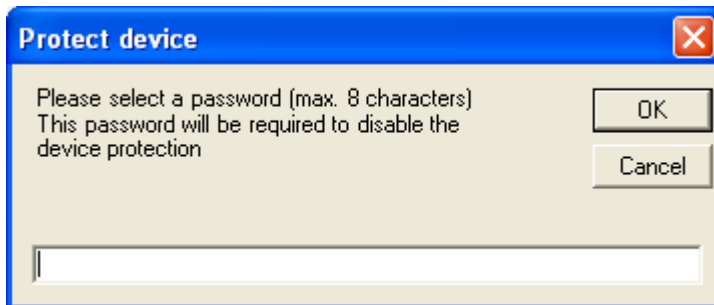 Protect device
Please select a password (max. 8 characters)
This password will be required to disable the
device protection
OK
Cancel